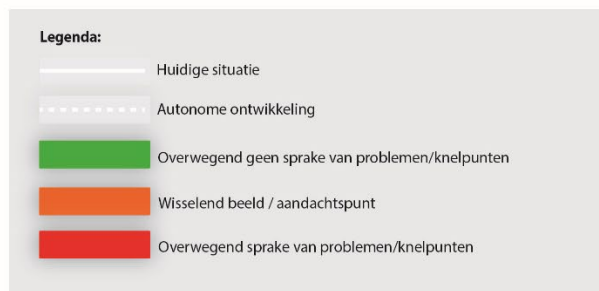 Legenda:
Huidige situatie
Autonome ontwikkeling
Overwegend geen sprake van problemen/knelpunten
Wisselend beeld / aandachtspunt
Overwegend sprake van problemen/knelpunten